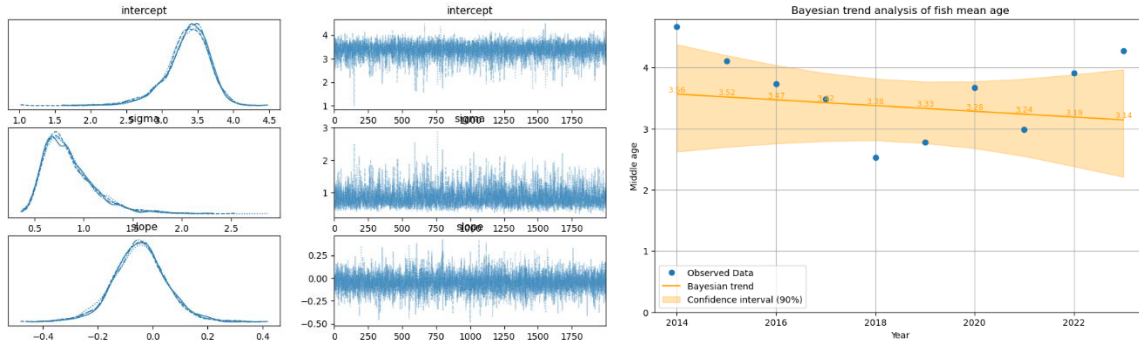 intercept
1.0 1.5 2.0 2.5 3.0 3.5 4.0 4.5
sigma
0.5 1.0 1.5 2.0 2.5
slope
−0.4 −0.2 0.0 0.2 0.4
intercept
4
3
2
1
0 250 500 750 1000 1250 1500 1750
sigma
3
2
1
0 250 500 750 1000 1250 1500 1750
slope
0.25
0.00
−0.25
−0.50
0 250 500 750 1000 1250 1500 1750
Bayesian trend analysis of fish mean age
Middle age
4
3
2
1
0
3.56 3.52 3.47 3.42 3.38 3.33 3.28 3.24 3.19 3.14
Observed Data
Bayesian trend
Confidence interval (90%)
2014 2016 2018 2020 2022
Year